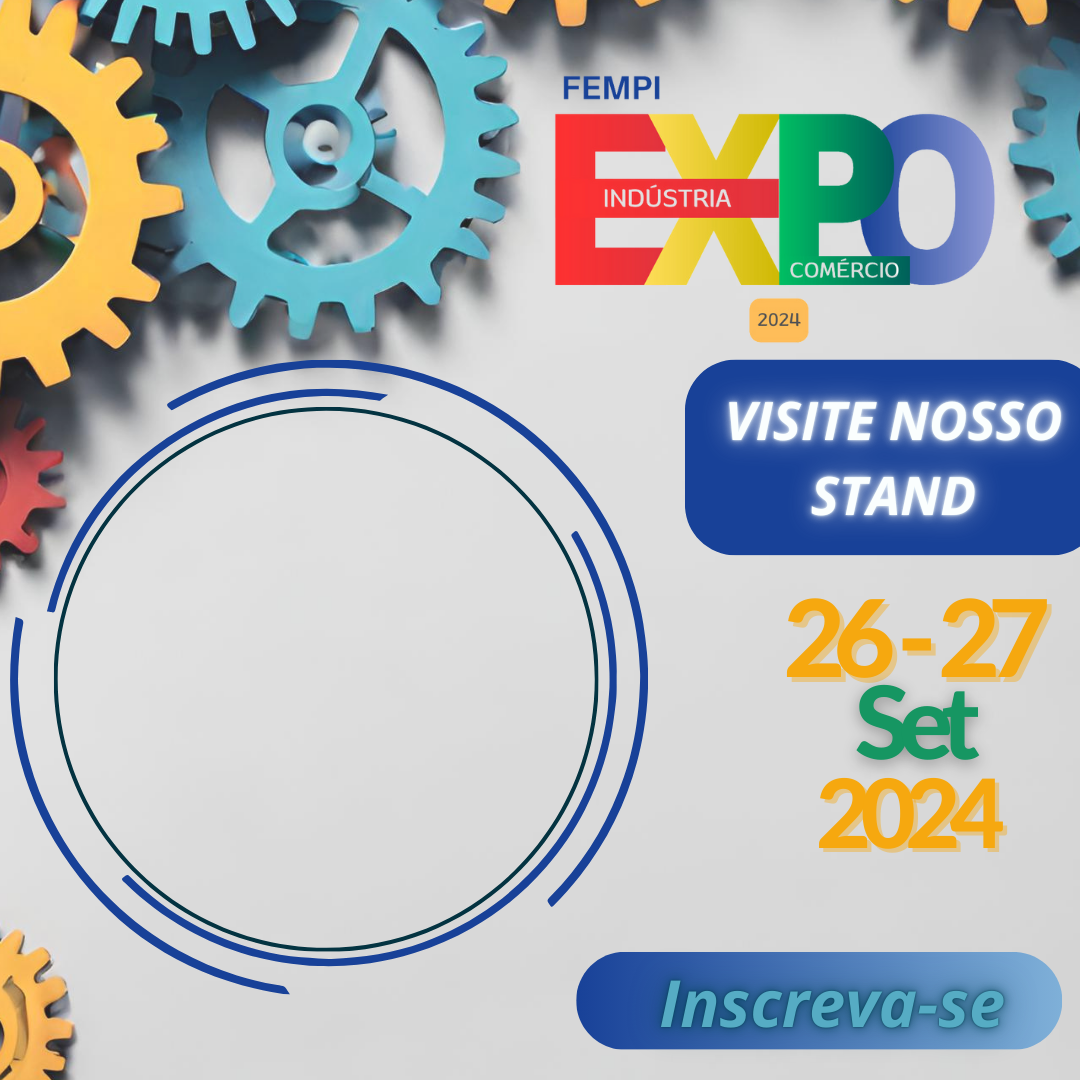 FEMPI
EXPO
INDÚSTRIA
COMÉRCIO
2024
VISITE NOSSO
STAND
26-27
Set
2024
Inscreva-se